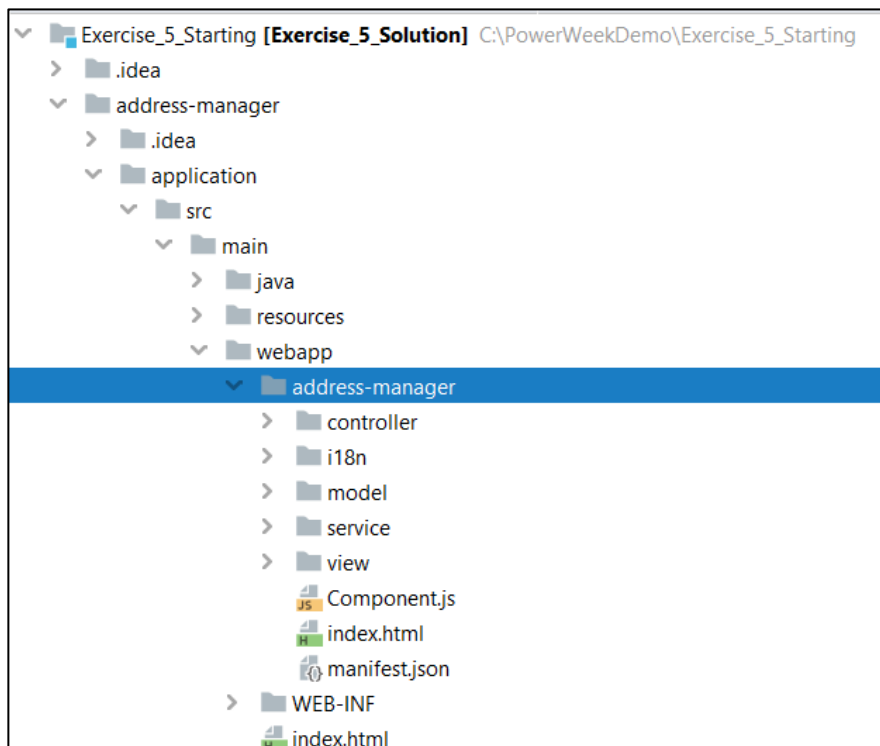 Exercise_5_Starting [Exercise_5_Solution] C:\PowerWeekDemo\Exercise_5_Starting
.idea
address-manager
.idea
application
src
main
java
resources
webapp
address-manager
controller
i18n
model
service
view
JS Component.js
H index.html
{} manifest.json
WEB-INF
H index.html